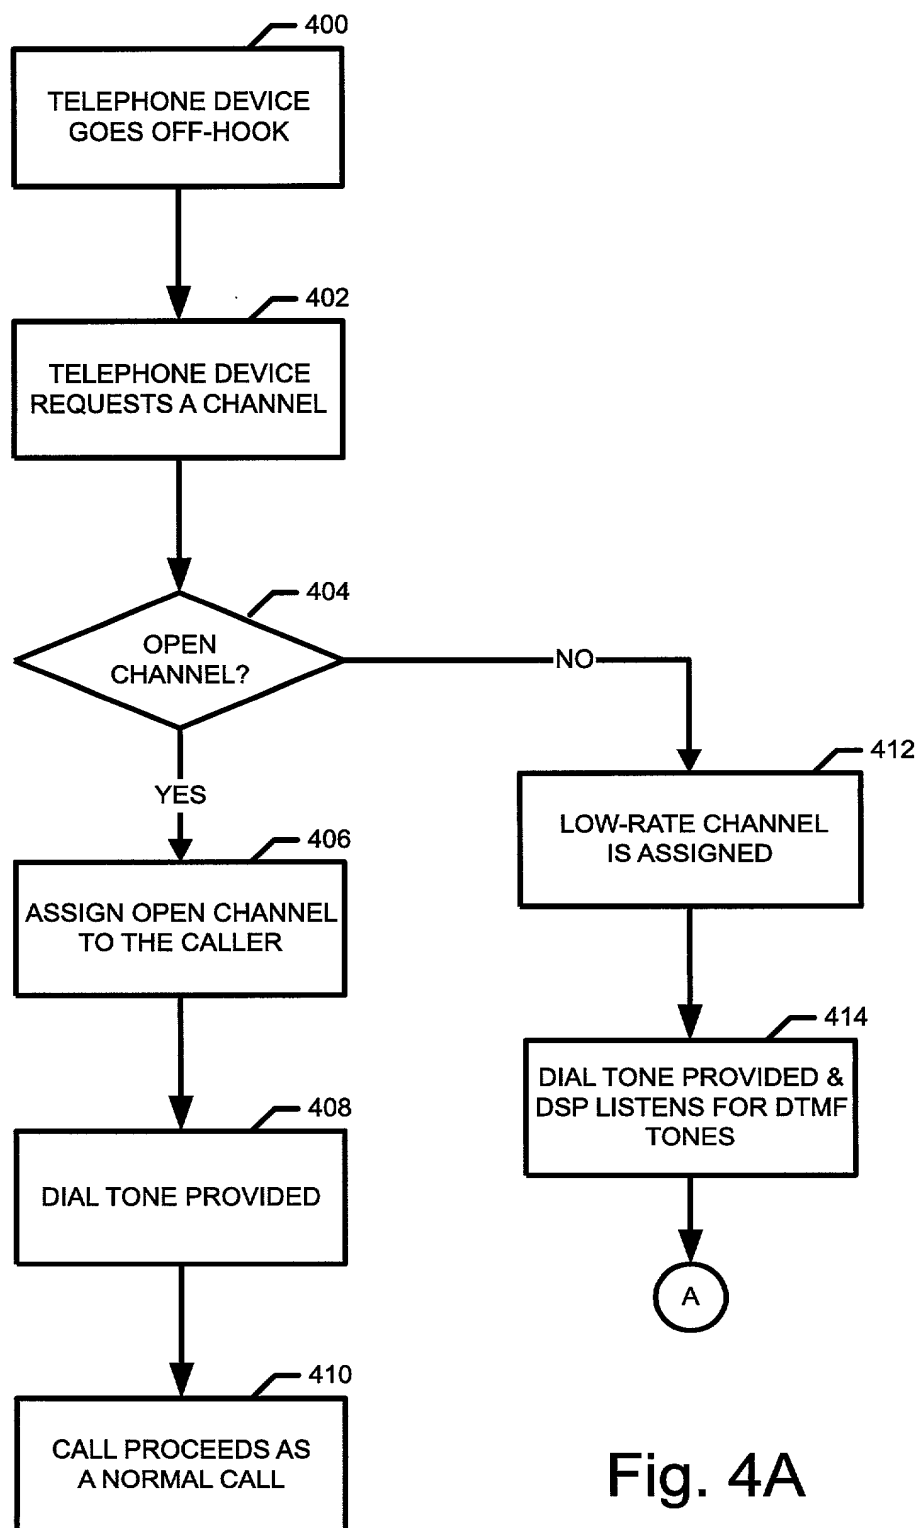 400
TELEPHONE DEVICE
GOES OFF-HOOK
402
TELEPHONE DEVICE
REQUESTS A CHANNEL
404
OPEN
CHANNEL?
NO
YES
406
ASSIGN OPEN CHANNEL
TO THE CALLER
408
DIAL TONE PROVIDED
410
CALL PROCEEDS AS
A NORMAL CALL
412
LOW-RATE CHANNEL
IS ASSIGNED
414
DIAL TONE PROVIDED &
DSP LISTENS FOR DTMF
TONES
A
Fig. 4A